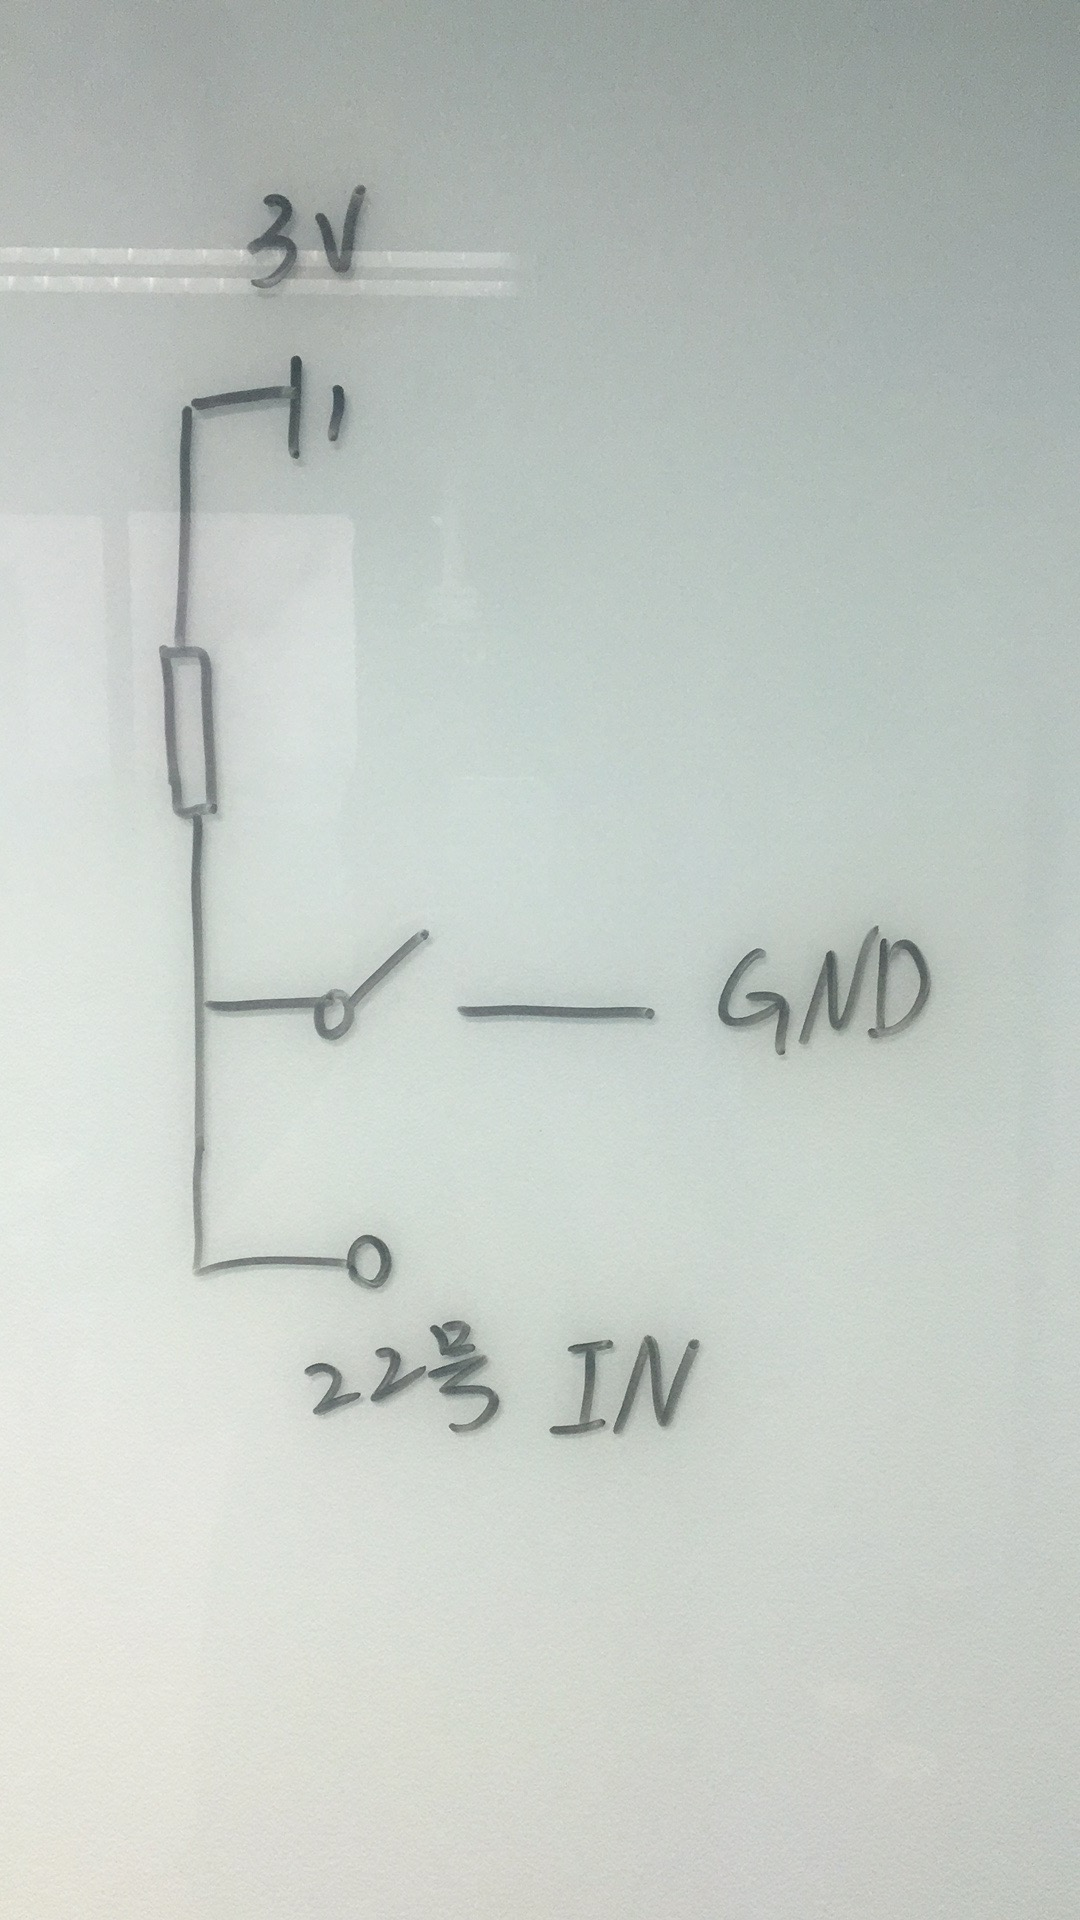 3V
GND
22号 IN